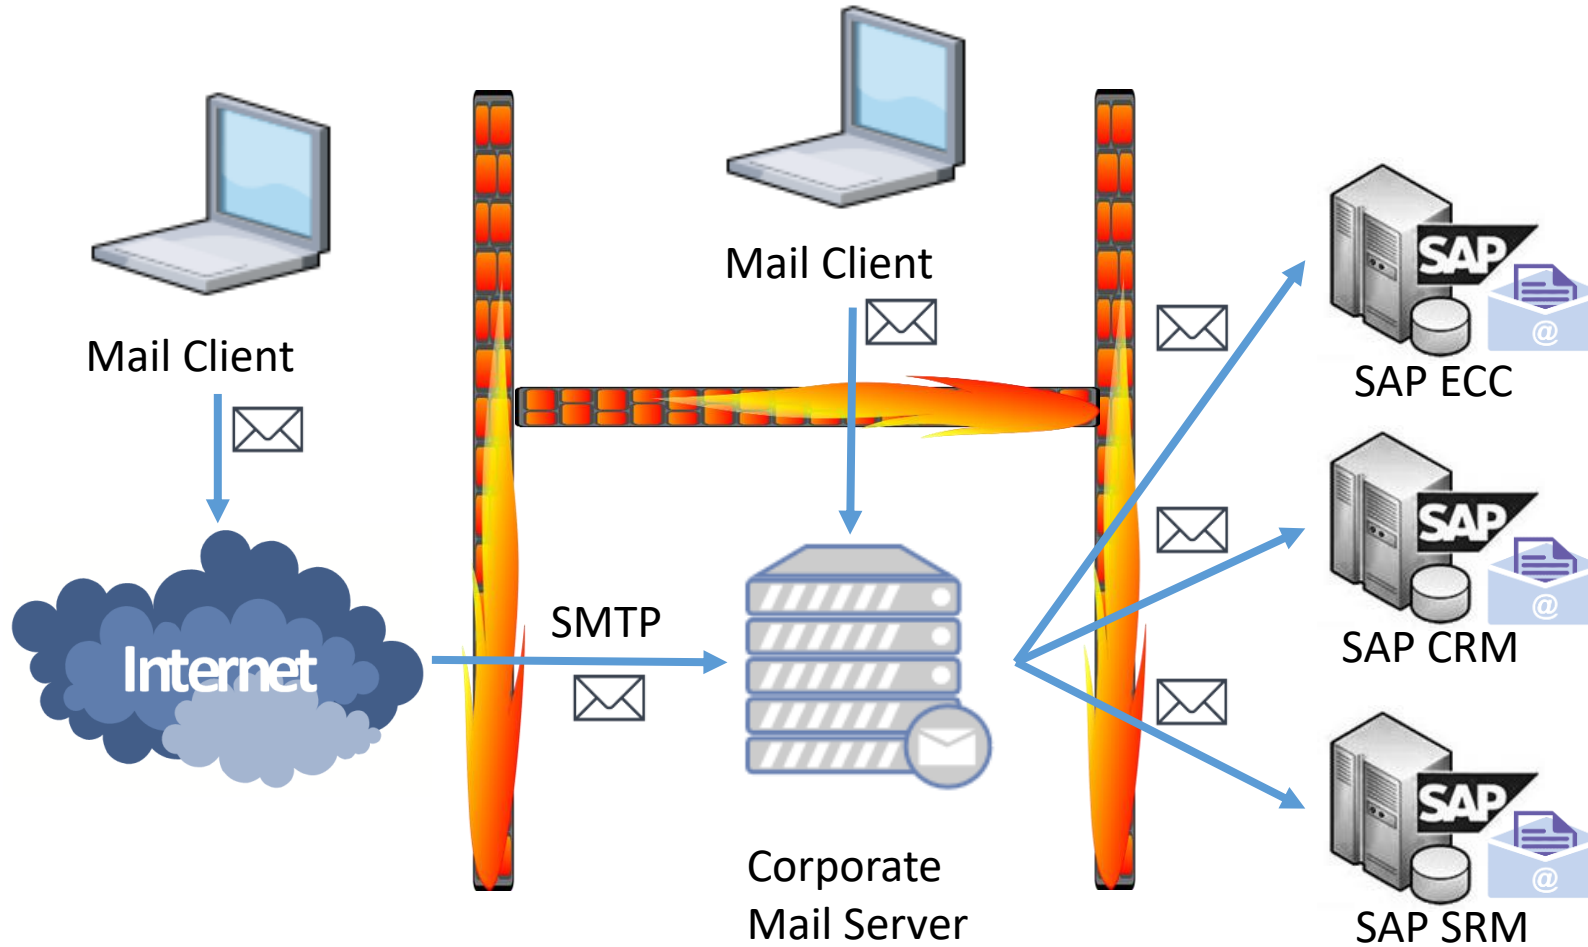 Mail Client
Mail Client
Internet
SMTP
Corporate
Mail Server
SAP
@
SAP ECC
SAP
@
SAP CRM
SAP
@
SAP SRM